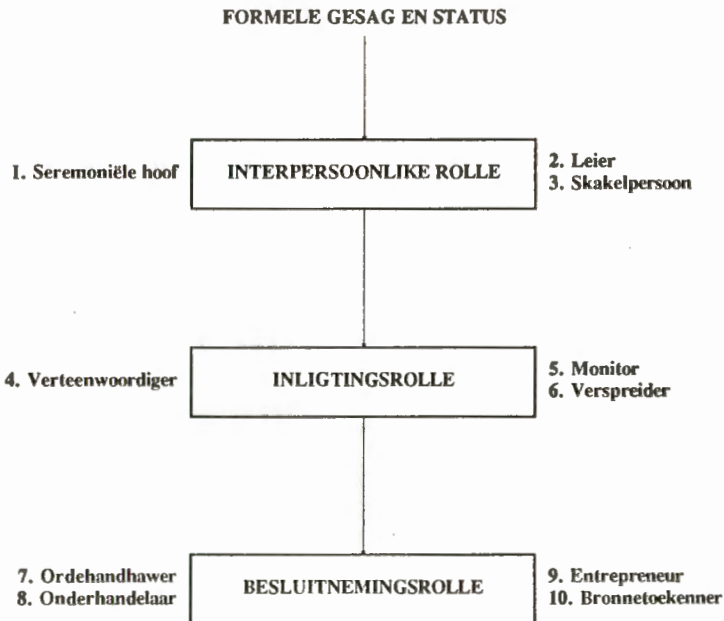 FORMELE GESAG EN STATUS
1. Seremoniële hoof
INTERPERSOONLIKE ROLLE
2. Leier
3. Skakelpersoon
4. Verteenwoordiger
INLIGTINGSROLLE
5. Monitor
6. Verspreider
7. Ordehandhawer
8. Onderhandelaar
BESLUITNEMINGSROLLE
9. Entrepreneur
10. Bronnetoekenner